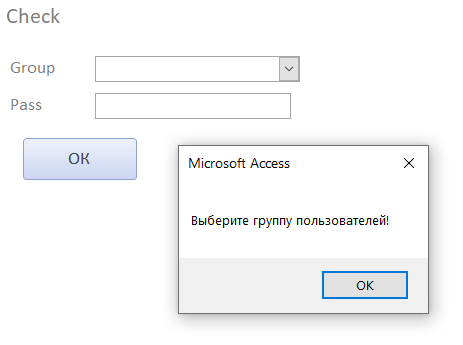 Check
Group
Pass
OK
Microsoft Access
Выберите группу пользователей!
OK